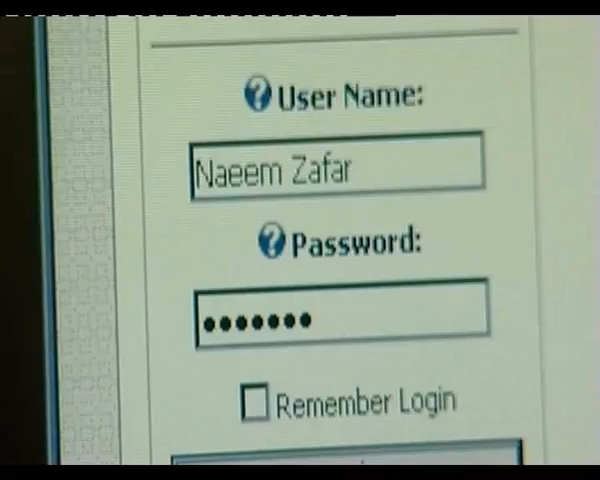 User Name:
Naeem Zafar
Password:
•••••••
Remember Login